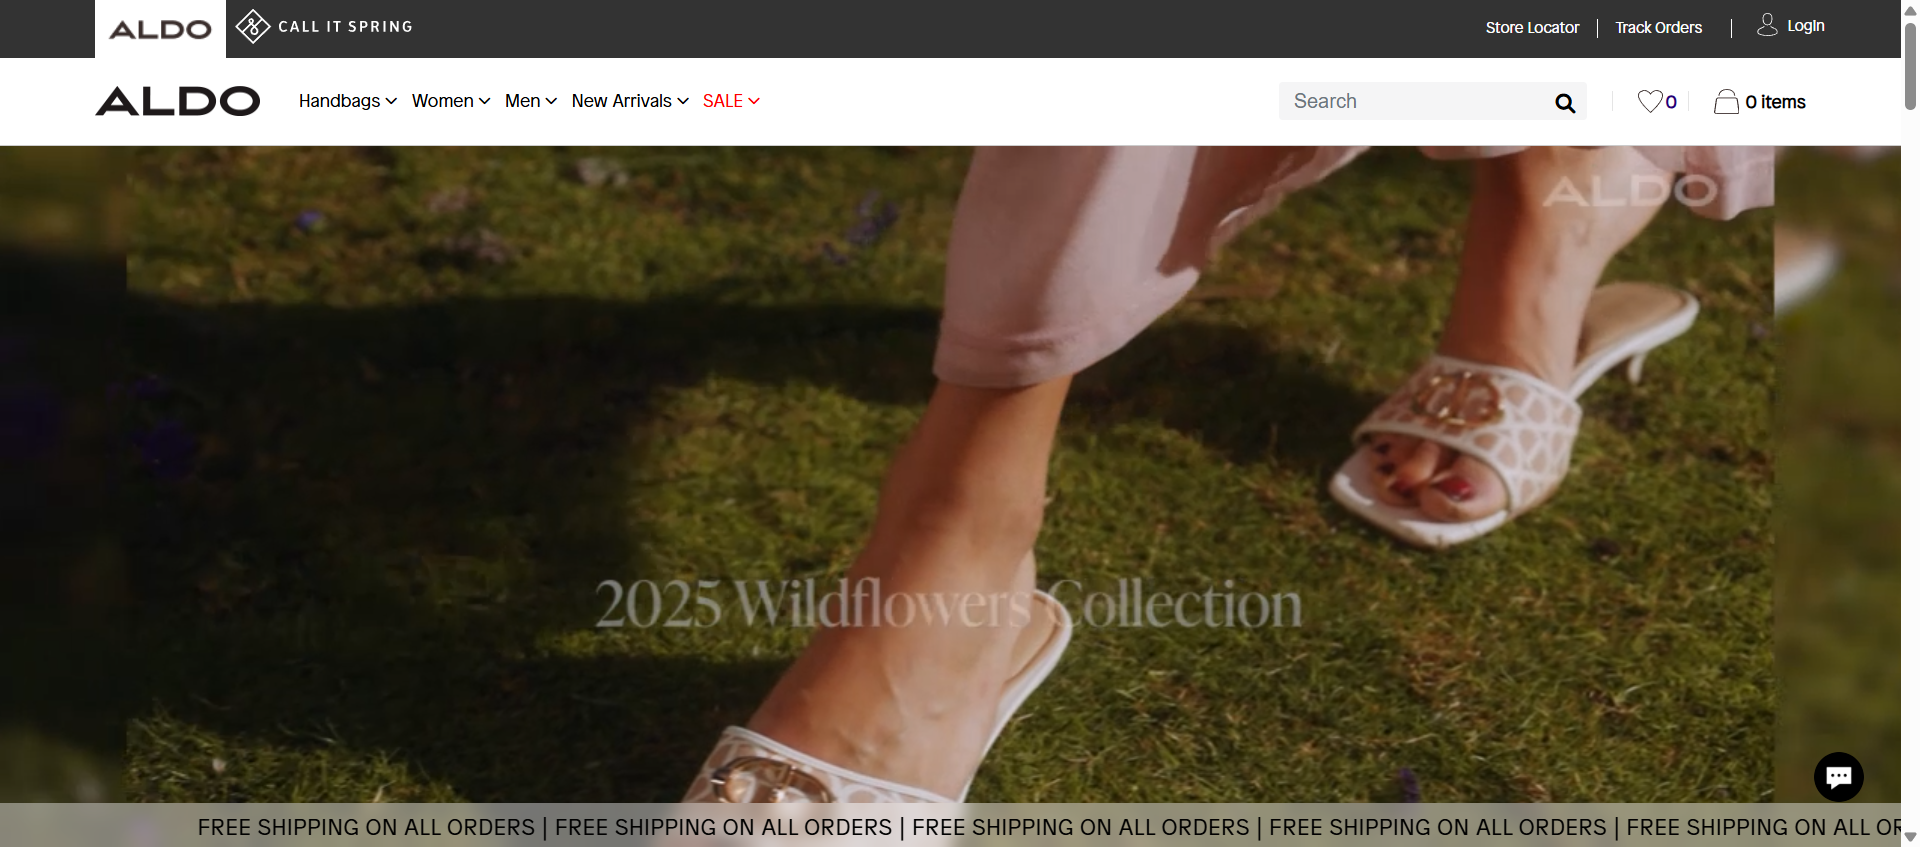 ALDO CALL IT SPRING Store Locator Track Orders Login
ALDO Handbags Women Men New Arrivals SALE Search 0 0 items
ALDO
2025 Wildflowers Collection
FREE SHIPPING ON ALL ORDERS | FREE SHIPPING ON ALL ORDERS | FREE SHIPPING ON ALL ORDERS | FREE SHIPPING ON ALL ORDERS | FREE SHIPPING ON ALL OR